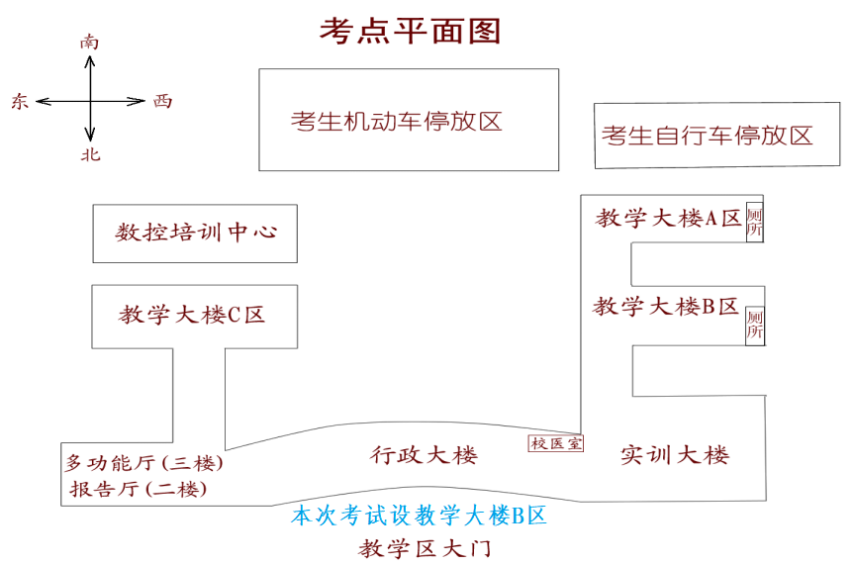 考点平面图
南
东
西
北
考生机动车停放区
考生自行车停放区
数控培训中心
教学大楼A区
厕所
教学大楼C区
教学大楼B区
厕所
多功能厅(三楼)
报告厅(二楼)
行政大楼
校医室
实训大楼
本次考试设教学大楼B区
教学区大门